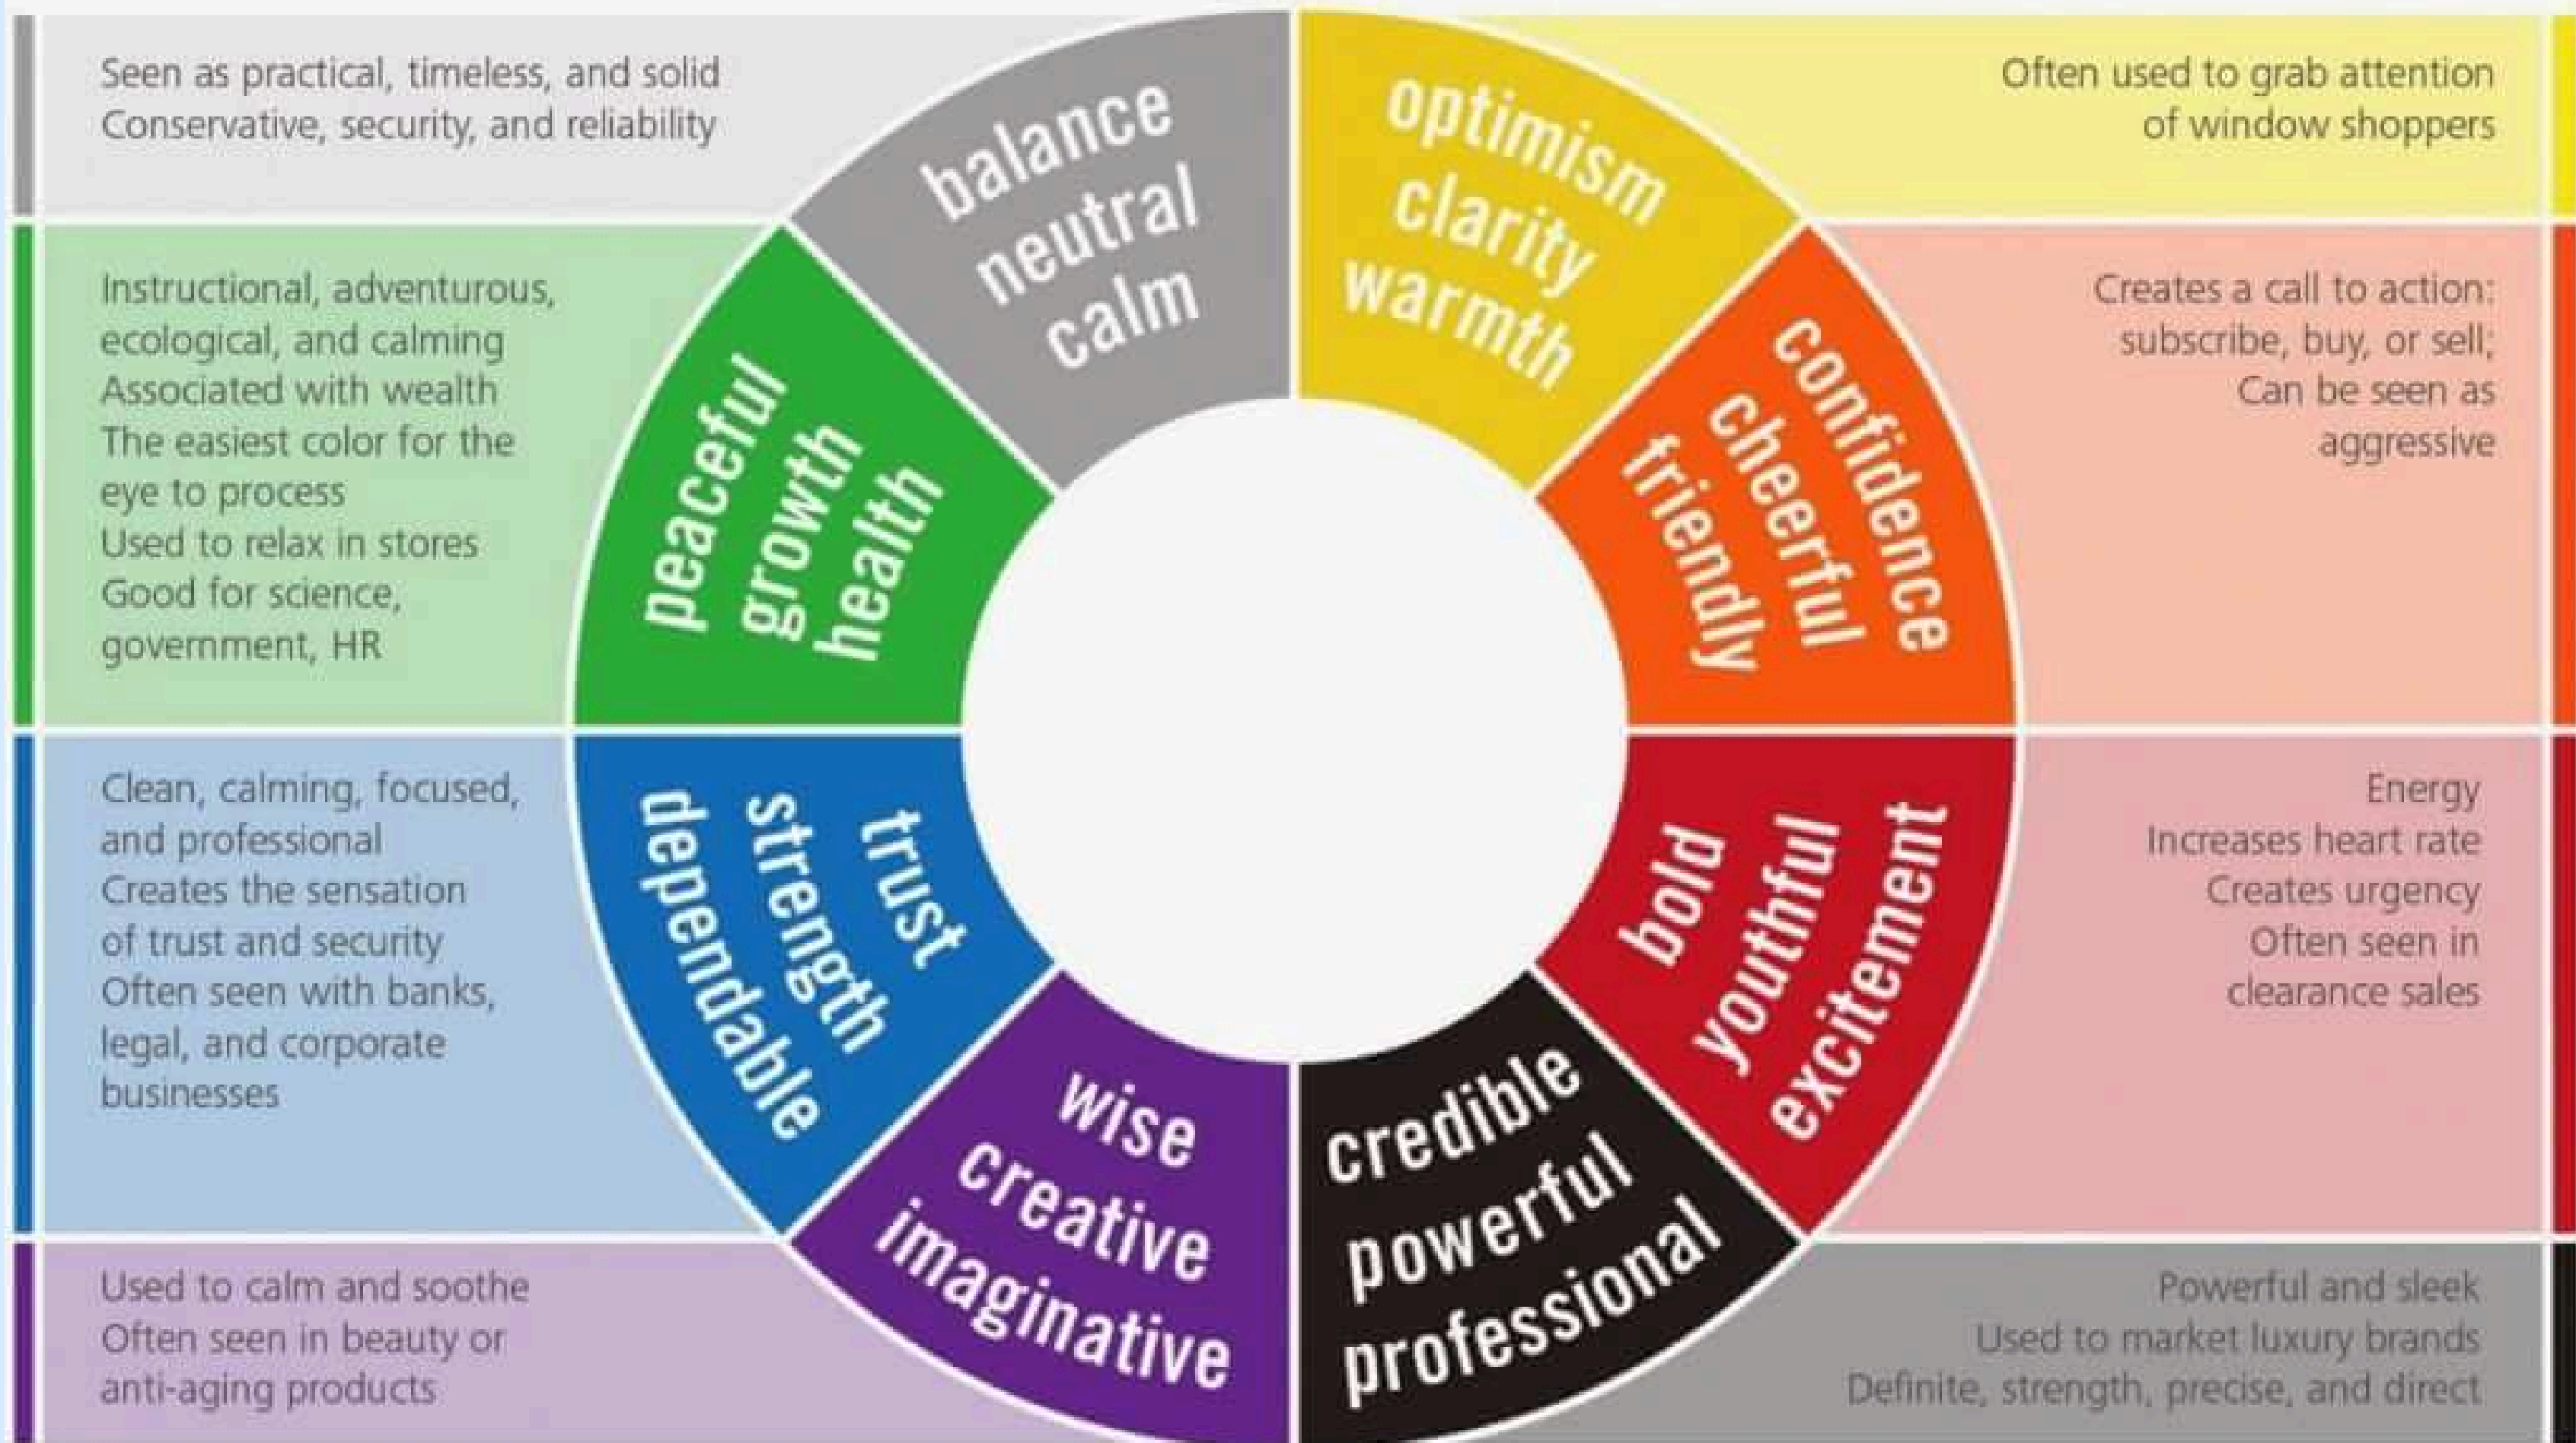 Seen as practical, timeless, and solid
Conservative, security, and reliability
balance
neutral
calm
optimism
clarity
warmth
Often used to grab attention
of window shoppers
Instructional, adventurous,
ecological, and calming
Associated with wealth
The easiest color for the
eye to process
Used to relax in stores
Good for science,
government, HR
peaceful
growth
health
confidence
cheerful
friendly
Creates a call to action:
subscribe, buy, or sell;
Can be seen as
aggressive
Clean, calming, focused,
and professional
Creates the sensation
of trust and security
Often seen with banks,
legal, and corporate
businesses
trust
strength
dependable
bold
youthful
excitement
Energy
Increases heart rate
Creates urgency
Often seen in
clearance sales
Used to calm and soothe
Often seen in beauty or
anti-aging products
wise
creative
imaginative
credible
powerful
professional
Powerful and sleek
Used to market luxury brands
Definite, strength, precise, and direct